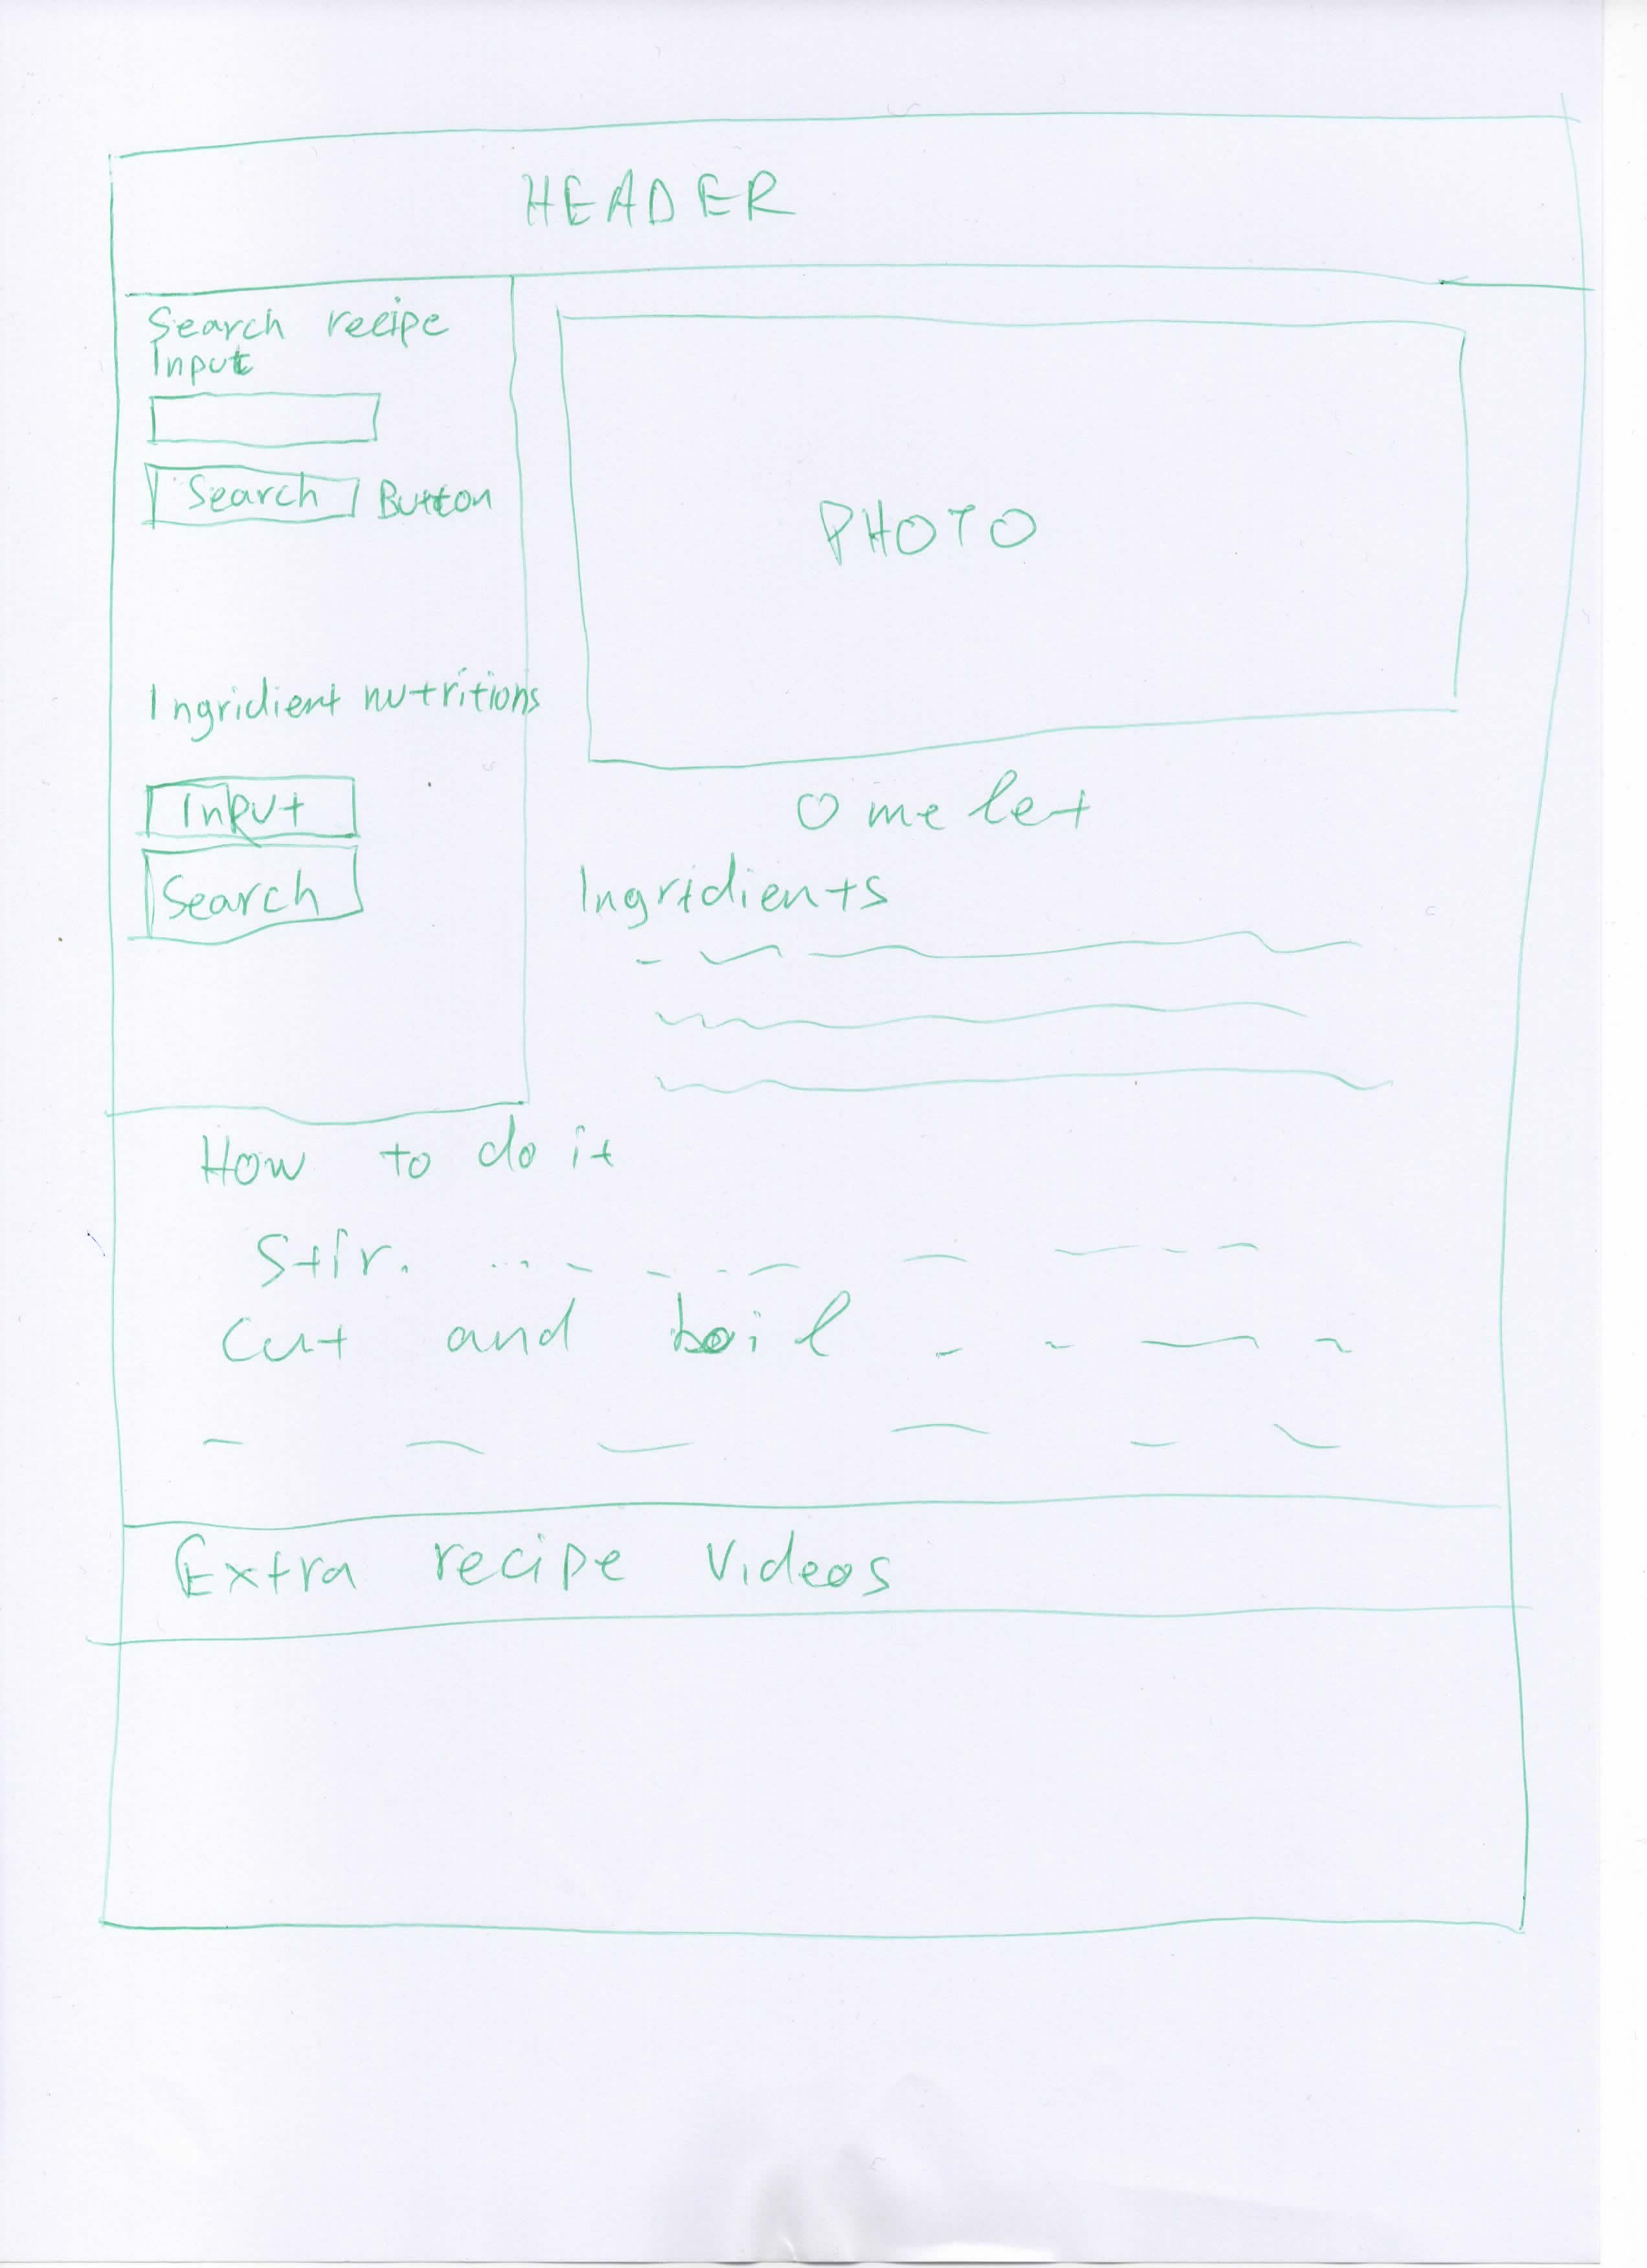 HEADER
Search recipe
Input
Search Button
PHOTO
Ingridient nutritions
Input
Search
Omelet
Ingridients
How to do it
Stir.
Cut and boil
Extra recipe Videos